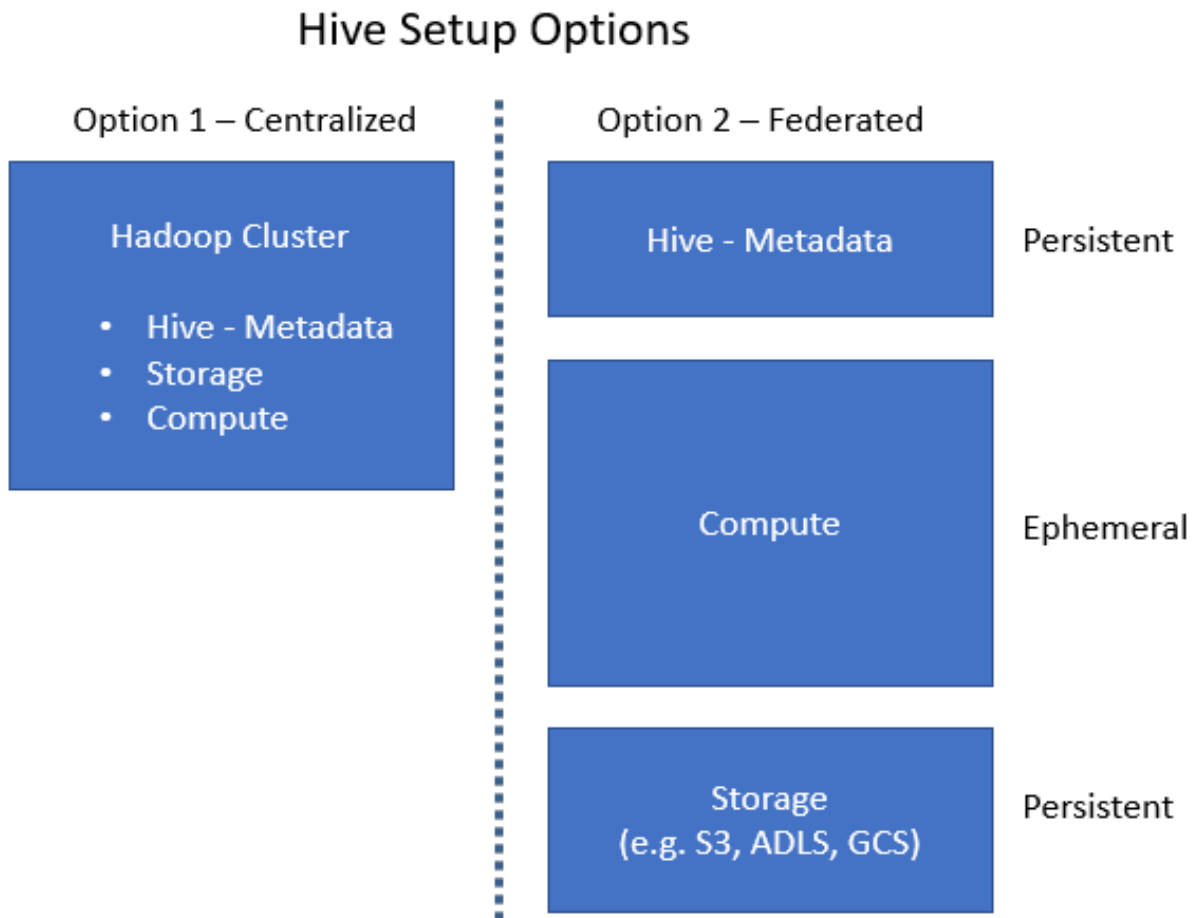 Hive Setup Options
Option 1 – Centralized
Hadoop Cluster
• Hive - Metadata
• Storage
• Compute
Option 2 – Federated
Hive - Metadata
Persistent
Compute
Ephemeral
Storage
(e.g. S3, ADLS, GCS)
Persistent